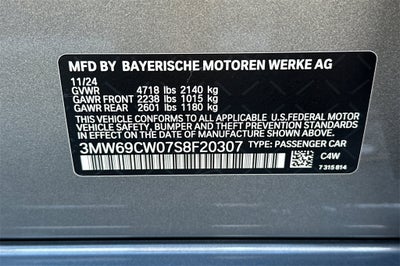 MFD BY BAYERISCHE MOTOREN WERKE AG
11/24
GVWR 4718 lbs 2140 kg
GAWR FRONT 2238 lbs 1015 kg
GAWR REAR 2601 lbs 1180 kg
THIS VEHICLE CONFORMS TO ALL APPLICABLE
U.S.FEDERAL MOTOR
VEHICLE SAFETY, BUMPER AND THEFT PREVENTION STANDARDS
IN EFFECT ON THE DATE OF MANUFACTURE SHOWN ABOVE.
3MW69CW07S8F20307 TYPE: PASSENGER CAR
C4W
7 315 814